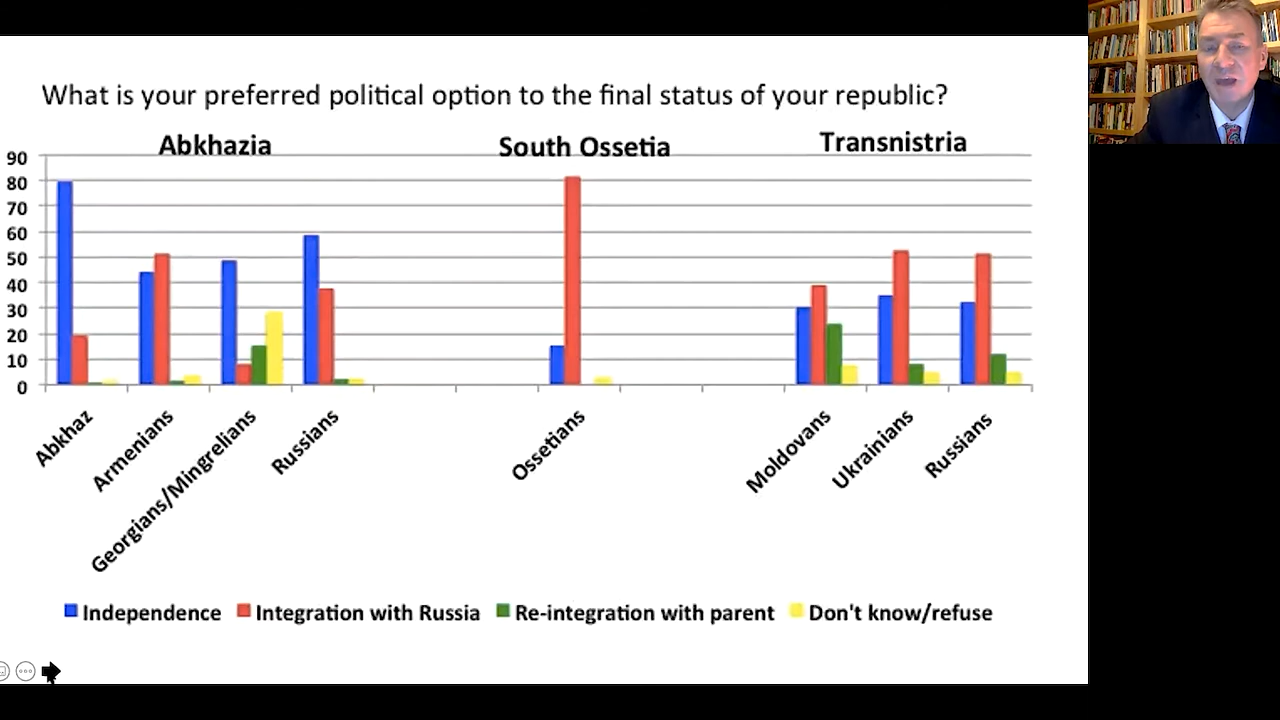 What is your preferred political option to the final status of your republic?
Abkhazia
South Ossetia
Transnistria
90
80
70
60
50
40
30
20
10
0
Abkhaz
Armenians
Georgians/Mingrelians
Russians
Ossetians
Moldovans
Ukrainians
Russians
Independence
Integration with Russia
Re-integration with parent
Don't know/refuse